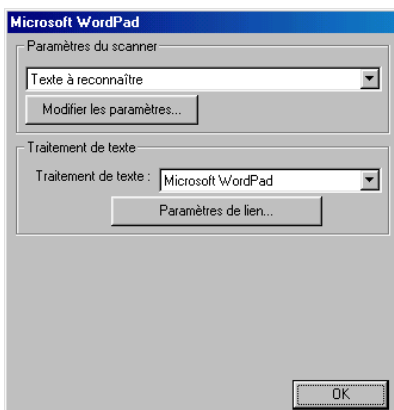 Microsoft WordPad
Paramètres du scanner
Texte à reconnaître
Modifier les paramètres...
Traitement de texte
Traitement de texte : Microsoft WordPad
Paramètres de lien...
OK